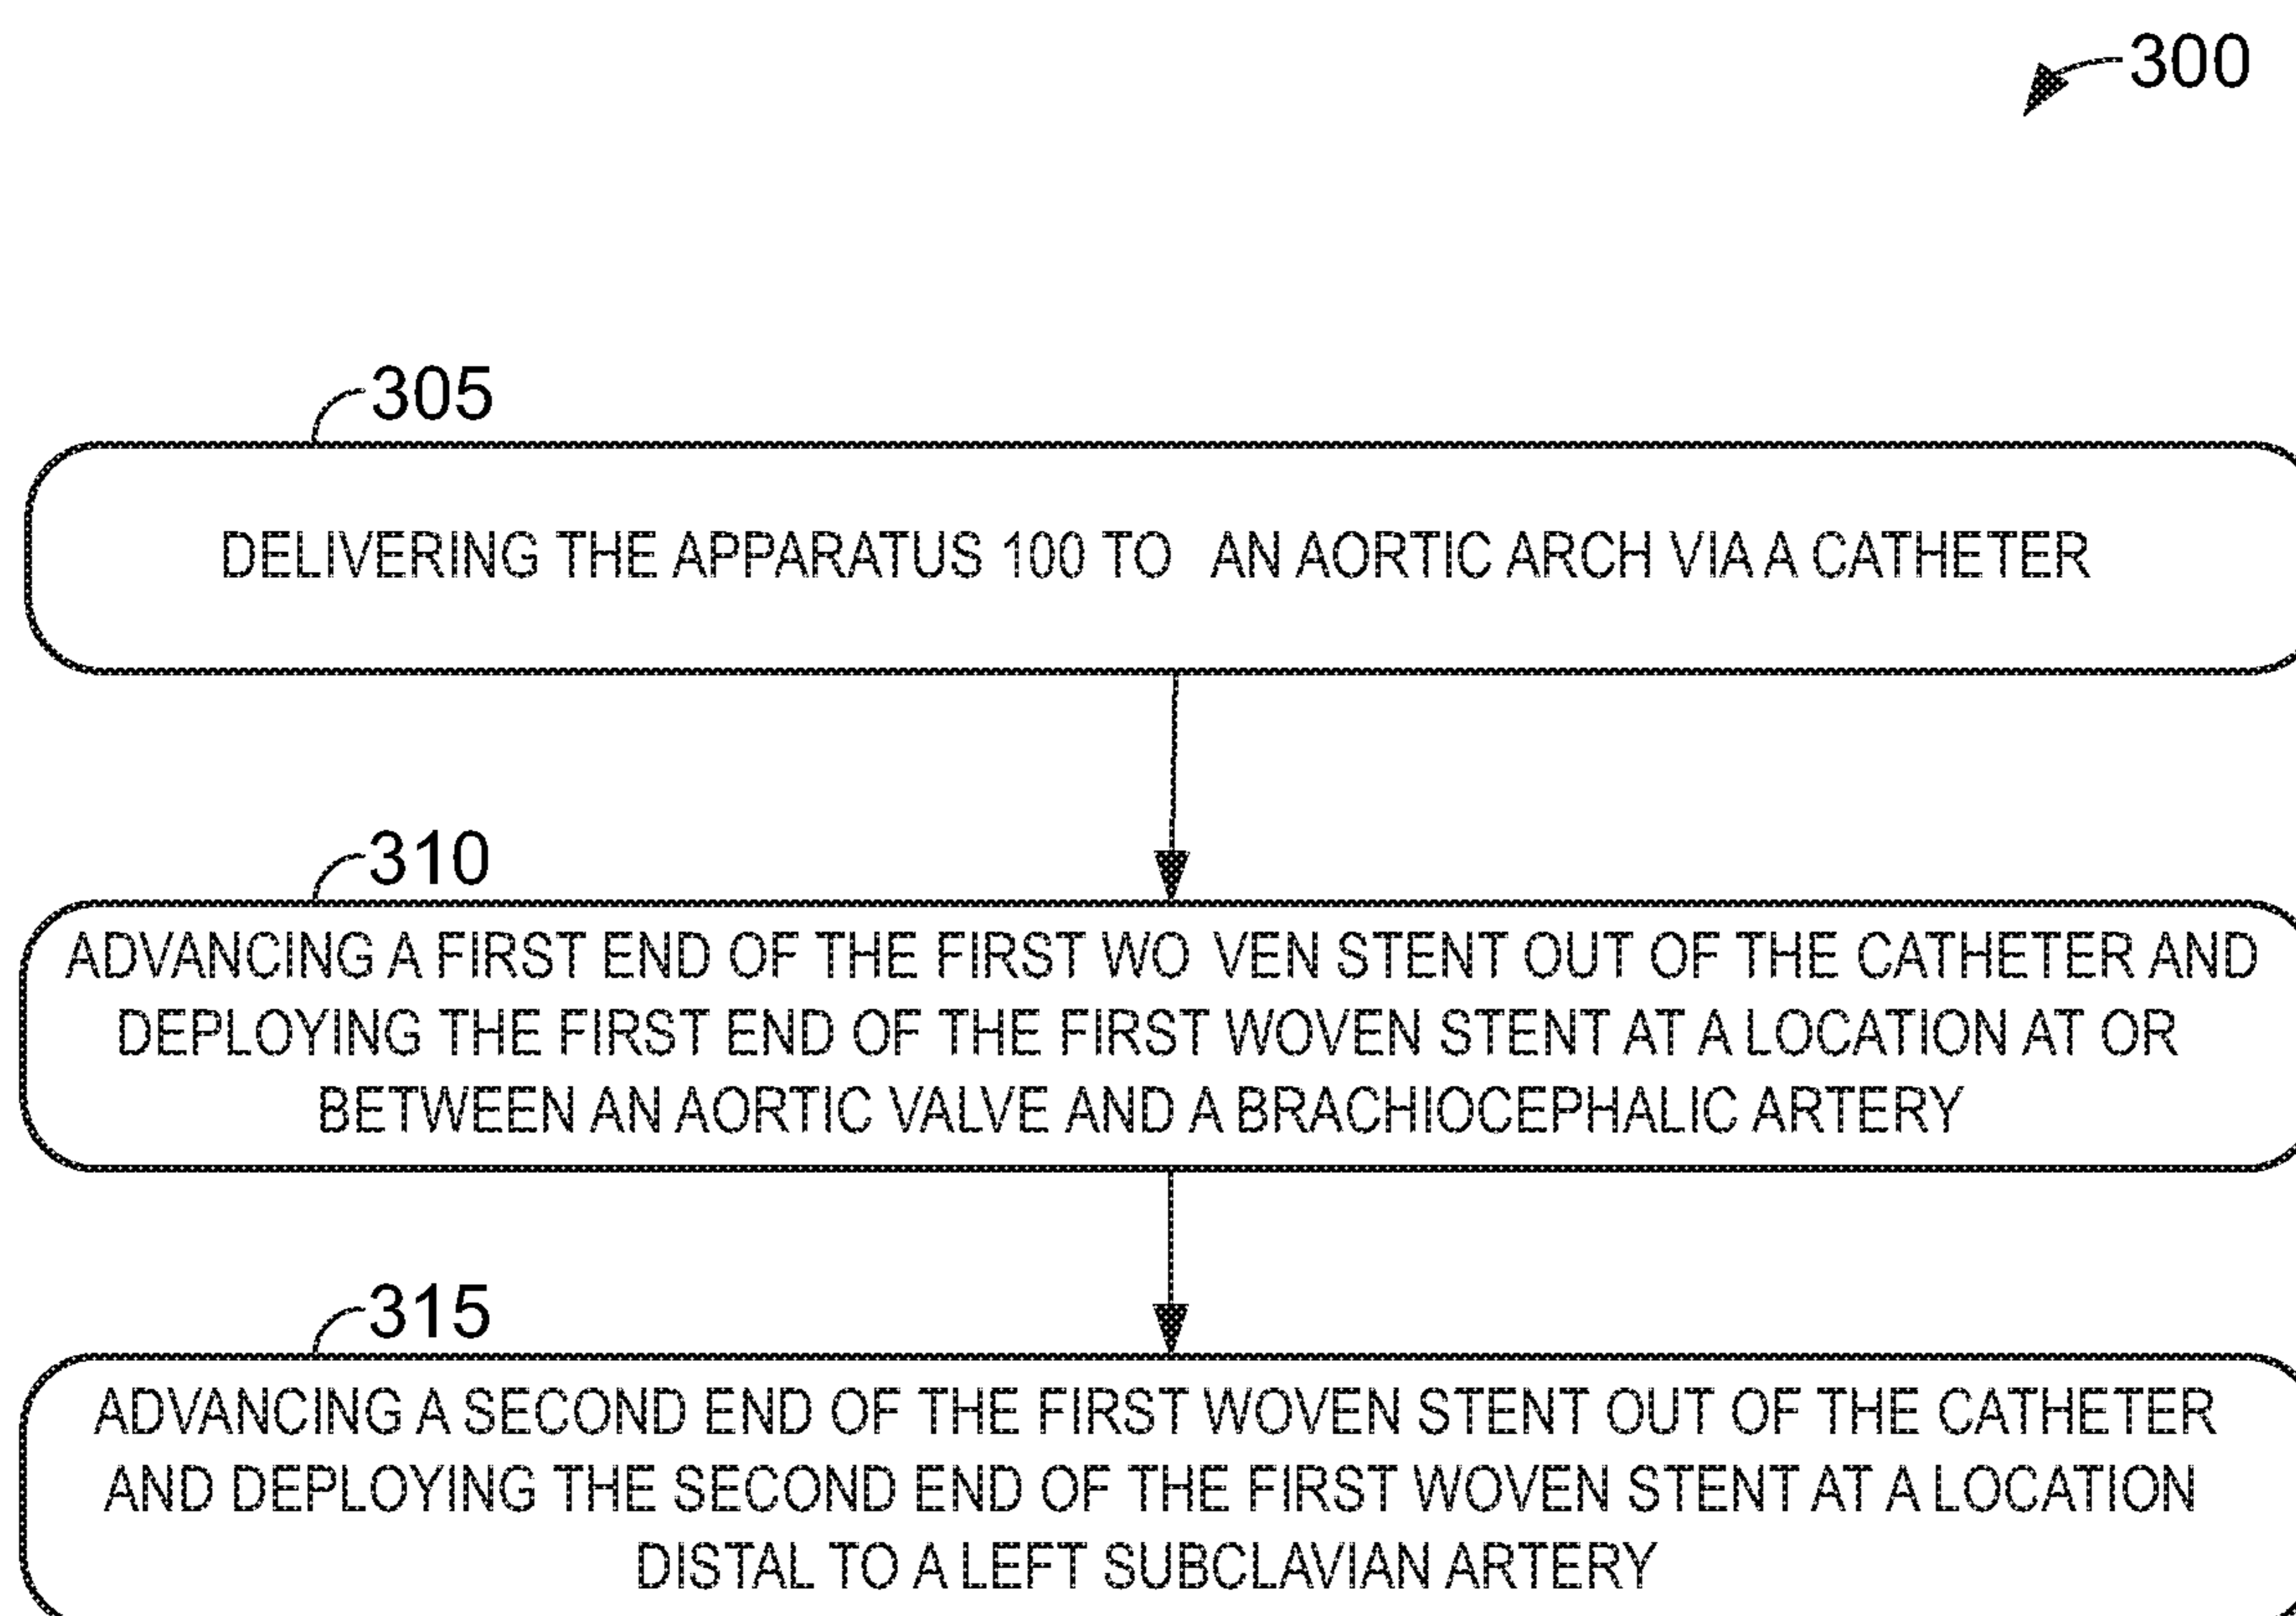 300
305
DELIVERING THE APPARATUS 100 TO AN AORTIC ARCH VIA A CATHETER
310
ADVANCING A FIRST END OF THE FIRST WO VEN STENT OUT OF THE CATHETER AND
DEPLOYING THE FIRST END OF THE FIRST WOVEN STENT AT A LOCATION AT OR
BETWEEN AN AORTIC VALVE AND A BRACHIOCEPHALIC ARTERY
315
ADVANCING A SECOND END OF THE FIRST WOVEN STENT OUT OF THE CATHETER
AND DEPLOYING THE SECOND END OF THE FIRST WOVEN STENT AT A LOCATION
DISTAL TO A LEFT SUBCLAVIAN ARTERY